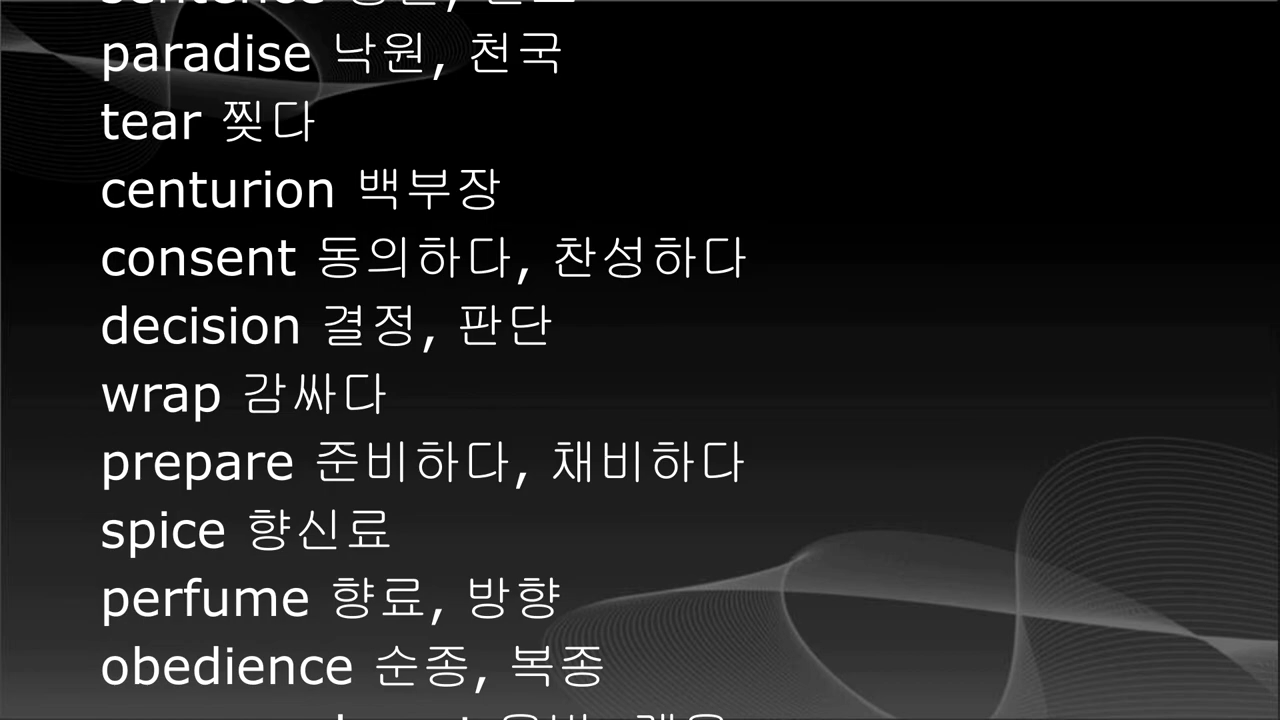 sentence
paradise 낙원, 천국
tear 찢다
centurion 백부장
consent 동의하다, 찬성하다
decision 결정, 판단
wrap 감싸다
prepare 준비하다, 채비하다
spice 향신료
perfume 향료, 방향
obedience 순종, 복종